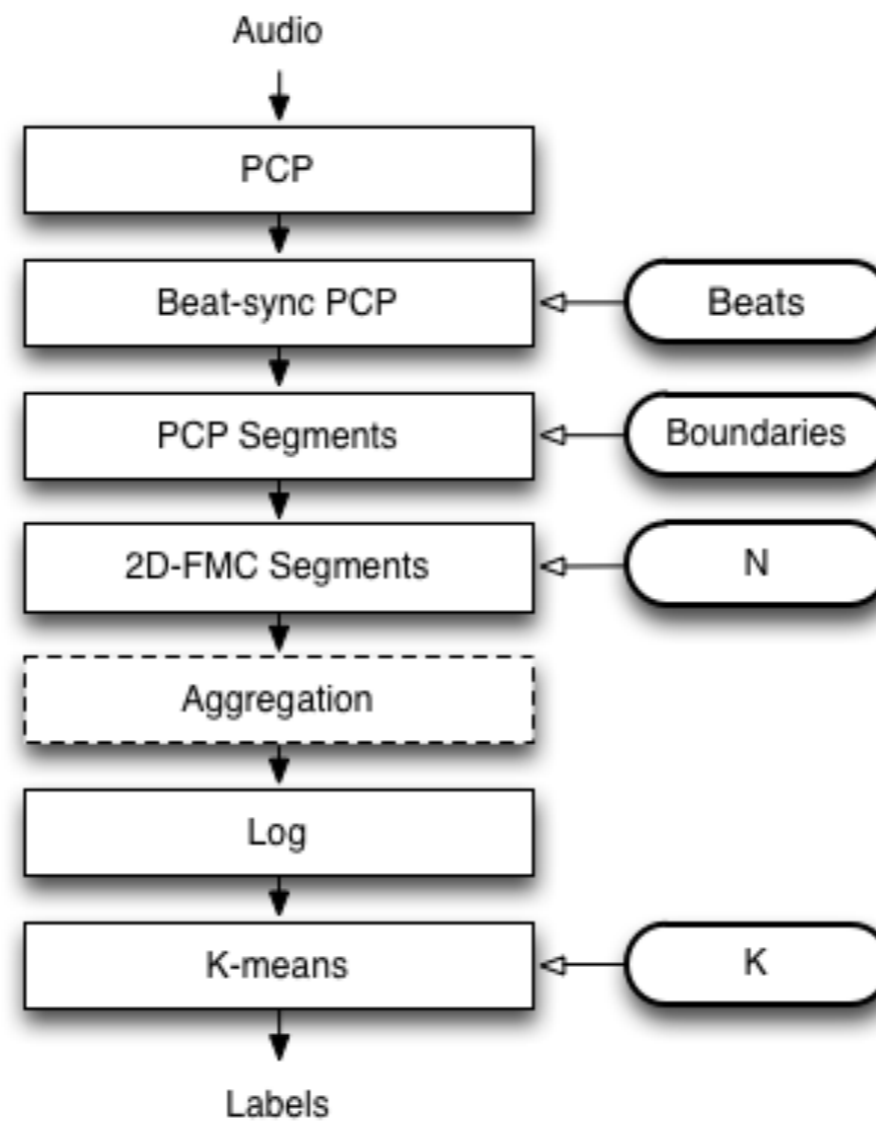 Audio
PCP
Beat-sync PCP
Beats
PCP Segments
Boundaries
2D-FMC Segments
N
Aggregation
Log
K-means
K
Labels